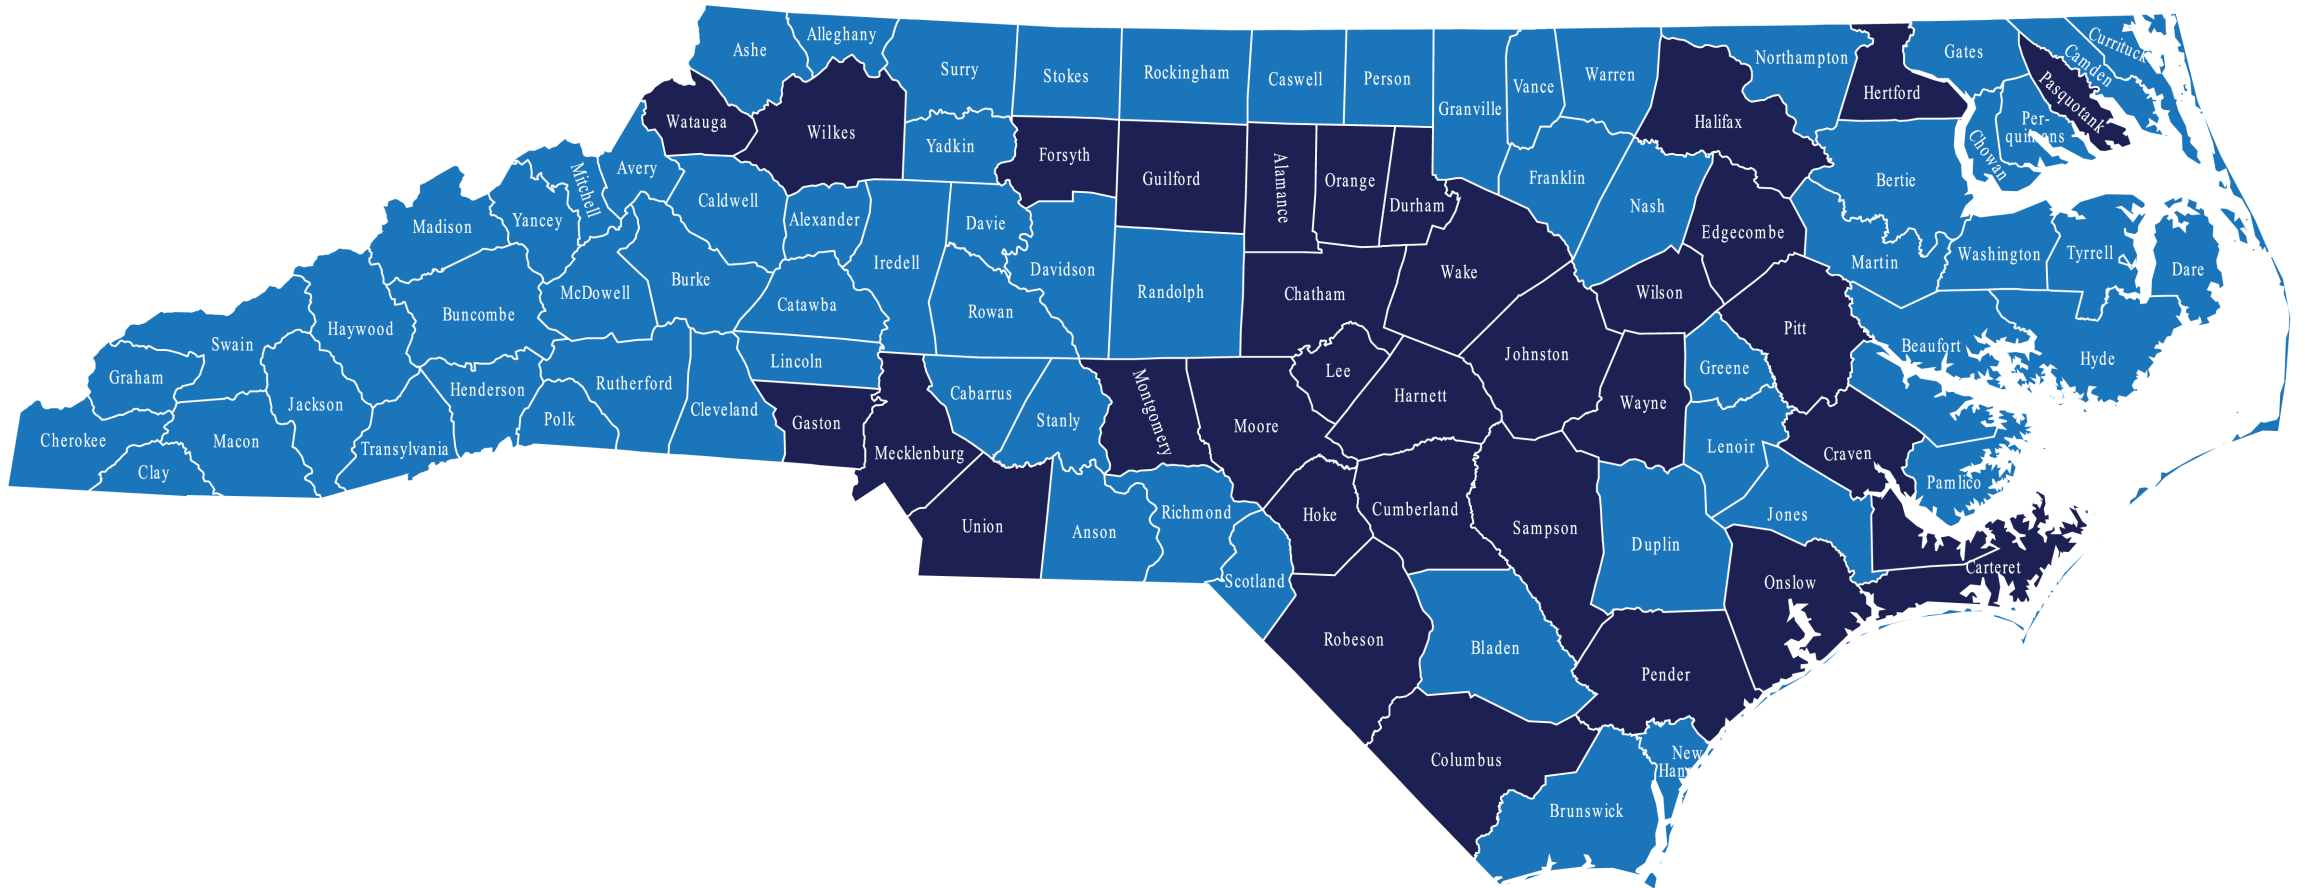 Ashe
Alleghany
Surry
Stokes
Rockingham
Caswell
Person
Granville
Vance
Warren
Northampton
Hertford
Gates
Currituck
Camden
Pasquotank
Per-
quimans
Chowan
Halifax
Watauga
Wilkes
Yadkin
Forsyth
Guilford
Alamance
Orange
Durham
Franklin
Nash
Edgecombe
Bertie
Martin
Washington
Tyrrell
Dare
Avery
Mitchell
Yancey
Madison
Caldwell
Alexander
Iredell
Davie
Davidson
Randolph
Chatham
Wake
Wilson
Pitt
Beaufort
Hyde
Burke
McDowell
Buncombe
Haywood
Swain
Graham
Catawba
Rowan
Lincoln
Lee
Johnston
Greene
Harnett
Wayne
Cherokee
Clay
Macon
Jackson
Transylvania
Henderson
Polk
Rutherford
Cleveland
Gaston
Mecklenburg
Cabarrus
Stanly
Montgomery
Moore
Lenoir
Craven
Pamlico
Union
Anson
Richmond
Scotland
Hoke
Cumberland
Sampson
Duplin
Jones
Onslow
Carteret
Robeson
Bladen
Pender
Columbus
New
Han
Brunswick